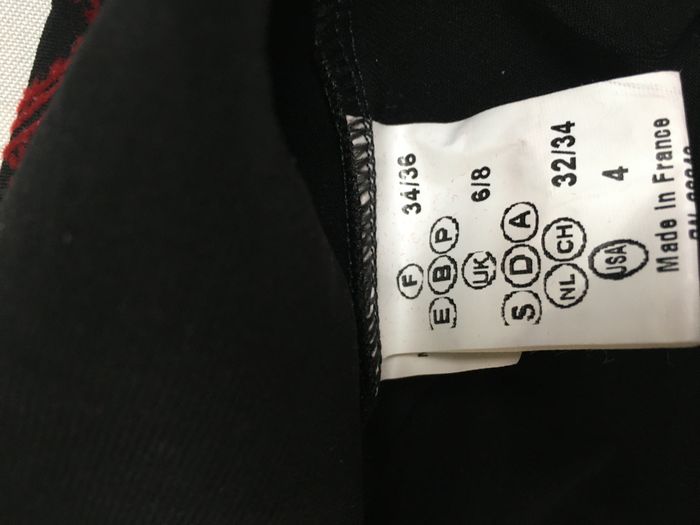 F 34/36
E B P
UK 6/8
S D A
NL CH 32/34
USA 4
Made In France